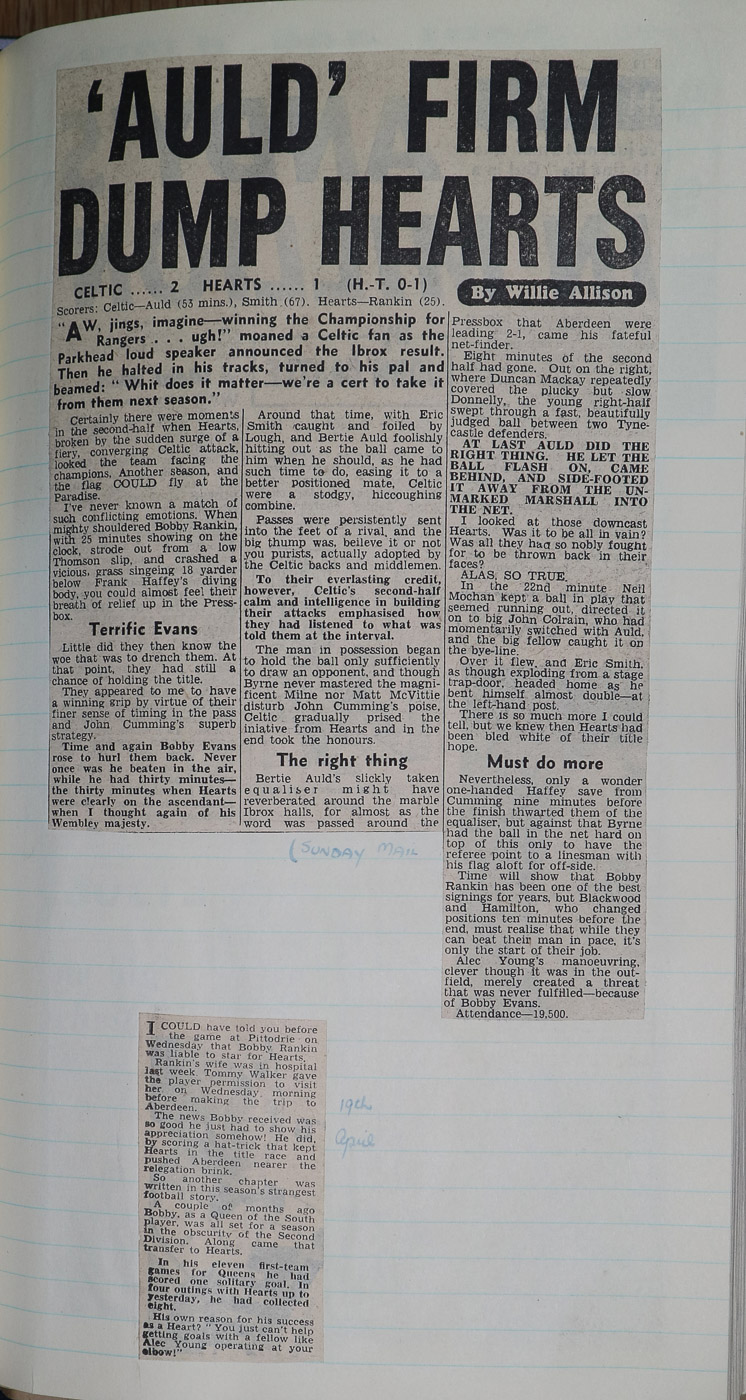 ‘AULD’ FIRM
DUMP HEARTS
CELTIC ...... 2 HEARTS ...... 1 (H.-T. 0-1)
Scorers: Celtic—Auld (53 mins.), Smith (67). Hearts—Rankin (25).
By Willie Allison
"AW, jings, imagine—winning the Championship for
Rangers . . . ugh!" moaned a Celtic fan as the
Parkhead loud speaker announced the Ibrox result.
Then he halted in his tracks, turned to his pal and
beamed: " Whit does it matter—we're a cert to take it
from them next season."
Certainly there were moments
in the second-half when Hearts,
broken by the sudden surge of a
fiery, converging Celtic attack,
looked the team facing the
champions. Another season, and
the flag COULD fly at the
Paradise.
I've never known a match of
such conflicting emotions. When
mighty shouldered Bobby Rankin,
with 25 minutes showing on the
clock, strode out from a low
Thomson slip, and crashed a
vicious, grass singeing 18 yarder
below Frank Haffey's diving
body, you could almost feel their
breath of relief up in the Press-
box.
Terrific Evans
Little did they then know the
woe that was to drench them. At
that point, they had still a
chance of holding the title.
They appeared to me to have
a winning grip by virtue of their
finer sense of timing in the pass
and John Cumming's superb
strategy.
Time and again Bobby Evans
rose to hurl them back. Never
once was he beaten in the air,
while he had thirty minutes—
the thirty minutes when Hearts
were clearly on the ascendant—
when I thought again of his
Wembley majesty.
Around that time, with Eric
Smith caught and foiled by
Lough, and Bertie Auld foolishly
hitting out as the ball came to
him when he should, as he had
such time to do, easing it to a
better positioned mate, Celtic
were a stodgy, hiccoughing
combine.
Passes were persistently sent
into the feet of a rival, and the
big thump was, believe it or not
you purists, actually adopted by
the Celtic backs and middlemen.
To their everlasting credit,
however, Celtic's second-half
calm and intelligence in building
their attacks emphasised how
they had listened to what was
told them at the interval.
The man in possession began
to hold the ball only sufficiently
to draw an opponent, and though
Byrne never mastered the magni-
ficent Milne nor Matt McVittie
disturb John Cumming's poise,
Celtic gradually prised the
iniative from Hearts and in the
end took the honours.
The right thing
Bertie Auld's slickly taken
equaliser might have
reverberated around the marble
Ibrox halls, for almost as the
word was passed around the
Pressbox that Aberdeen were
leading 2-1, came his fateful
net-finder.
Eight minutes of the second
half had gone. Out on the right,
where Duncan Mackay repeatedly
covered the plucky but slow
Donnelly, the young right-half
swept through a fast, beautifully
judged ball between two Tyne-
castle defenders.
AT LAST AULD DID THE
RIGHT THING. HE LET THE
BALL FLASH ON, CAME
BEHIND, AND SIDE-FOOTED
IT AWAY FROM THE UN-
MARKED MARSHALL INTO
THE NET.
I looked at those downcast
Hearts. Was it to be all in vain?
Was all they had so nobly fought
for to be thrown back in their
faces?
ALAS, SO TRUE.
In the 22nd minute Neil
Mochan kept a ball in play that
seemed running out, directed it
on to big John Colrain, who had
momentarily switched with Auld,
and the big fellow caught it on
the bye-line.
Over it flew, and Eric Smith,
as though exploding from a stage
trap-door, headed home as he
bent himself almost double—at
the left-hand post.
There is so much more I could
tell, but we knew then Hearts had
been bled white of their title
hope.
Must do more
Nevertheless, only a wonder
one-handed Haffey save from
Cumming nine minutes before
the finish thwarted them of the
equaliser, but against that Byrne
had the ball in the net hard on
top of this only to have the
referee point to a linesman with
his flag aloft for off-side.
Time will show that Bobby
Rankin has been one of the best
signings for years, but Blackwood
and Hamilton, who changed
positions ten minutes before the
end, must realise that while they
can beat their man in pace, it's
only the start of their job.
Alec Young's manoeuvring,
clever though it was in the out-
field, merely created a threat
that was never fulfilled—because
of Bobby Evans.
Attendance—19,500.
(SUNDAY MAIL
I COULD have told you before
the game at Pittodrie on
Wednesday that Bobby Rankin
was liable to star for Hearts.
Rankin's wife was in hospital
last week. Tommy Walker gave
the player permission to visit
her on Wednesday morning
before making the trip to
Aberdeen.
The news Bobby received was
so good he just had to show his
appreciation somehow! He did,
by scoring a hat-trick that kept
Hearts in the title race and
pushed Aberdeen nearer the
relegation brink.
So another chapter was
written in this season's strangest
football story.
A couple of months ago
Bobby, as a Queen of the South
player, was all set for a season
in the obscurity of the Second
Division. Along came that
transfer to Hearts.
In his eleven first-team
games for Queens he had
scored one solitary goal. In
four outings with Hearts up to
yesterday, he had collected
eight.
His own reason for his success
as a Heart? " You just can't help
getting goals with a fellow like
Alec Young operating at your
elbow!"
19th
April